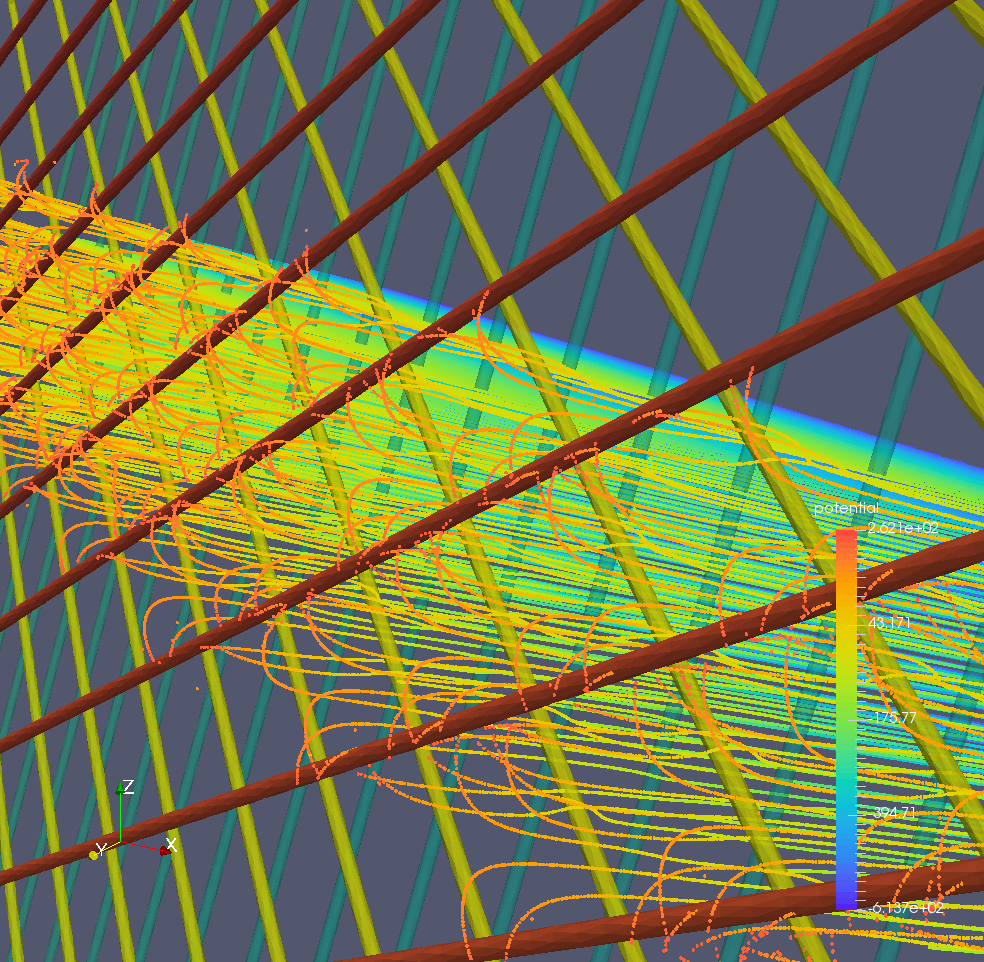 potential
2.621e+02
43.171
-175.77
-394.71
-6.137e+02
Z
Y
X